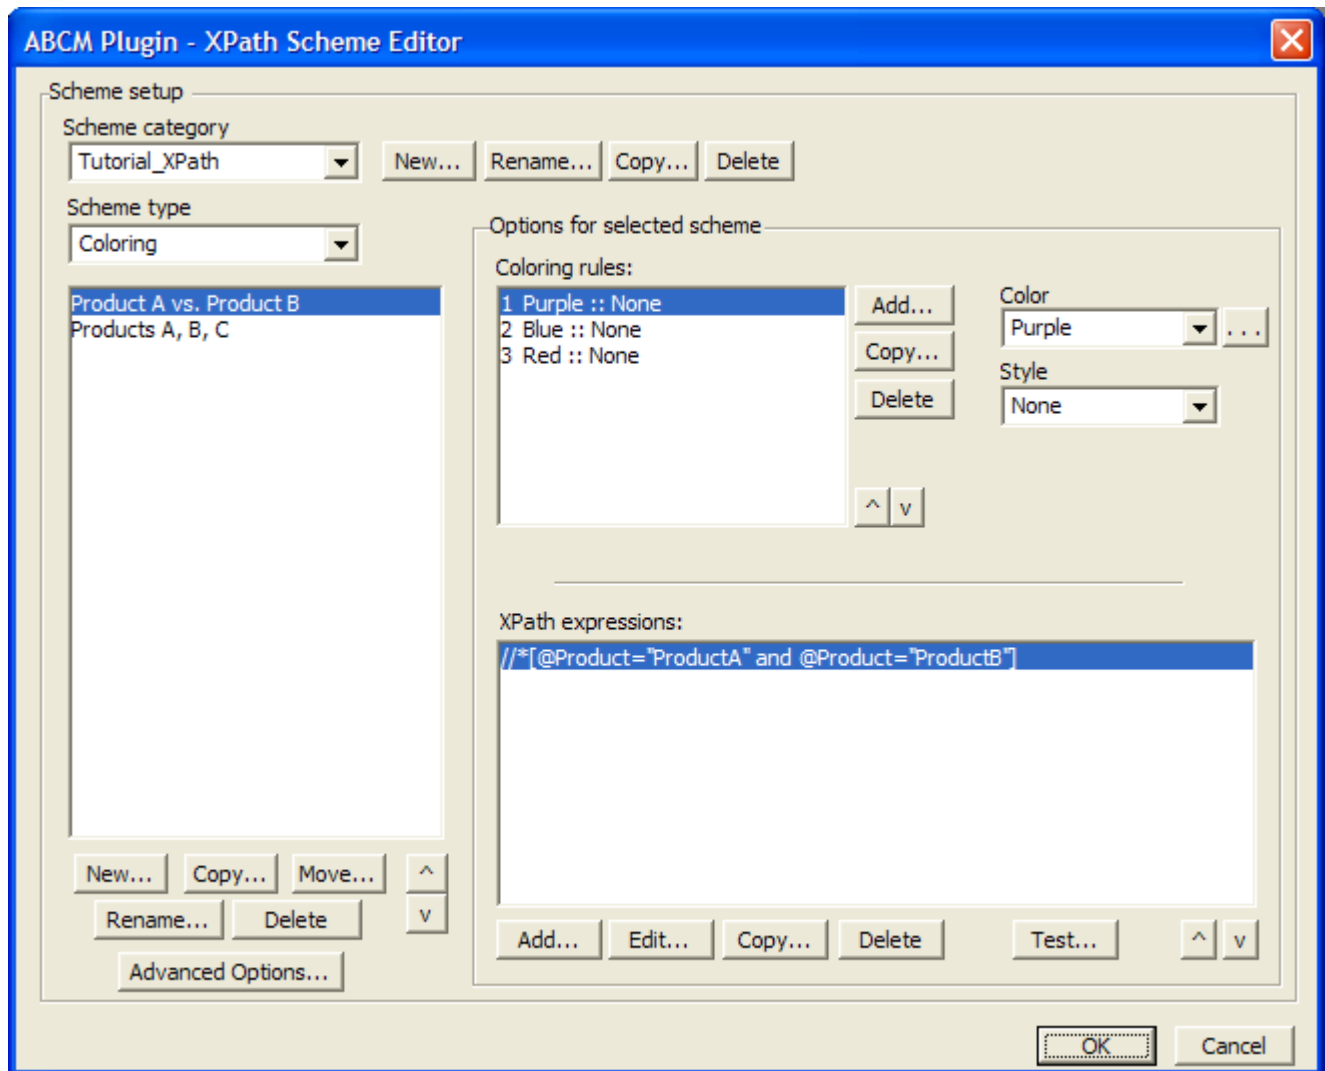 ABCM Plugin - XPath Scheme Editor
Scheme setup
Scheme category
Tutorial_XPath
New... Rename... Copy... Delete
Scheme type
Coloring
Product A vs. Product B
Products A, B, C
New... Copy... Move... ^
Rename... Delete v
Advanced Options...
Options for selected scheme
Coloring rules:
1 Purple :: None
2 Blue :: None
3 Red :: None
Add...
Copy...
Delete
^ v
Color
Purple ...
Style
None
XPath expressions:
//*[@Product="ProductA" and @Product="ProductB"]
Add... Edit... Copy... Delete Test... ^ v
OK Cancel